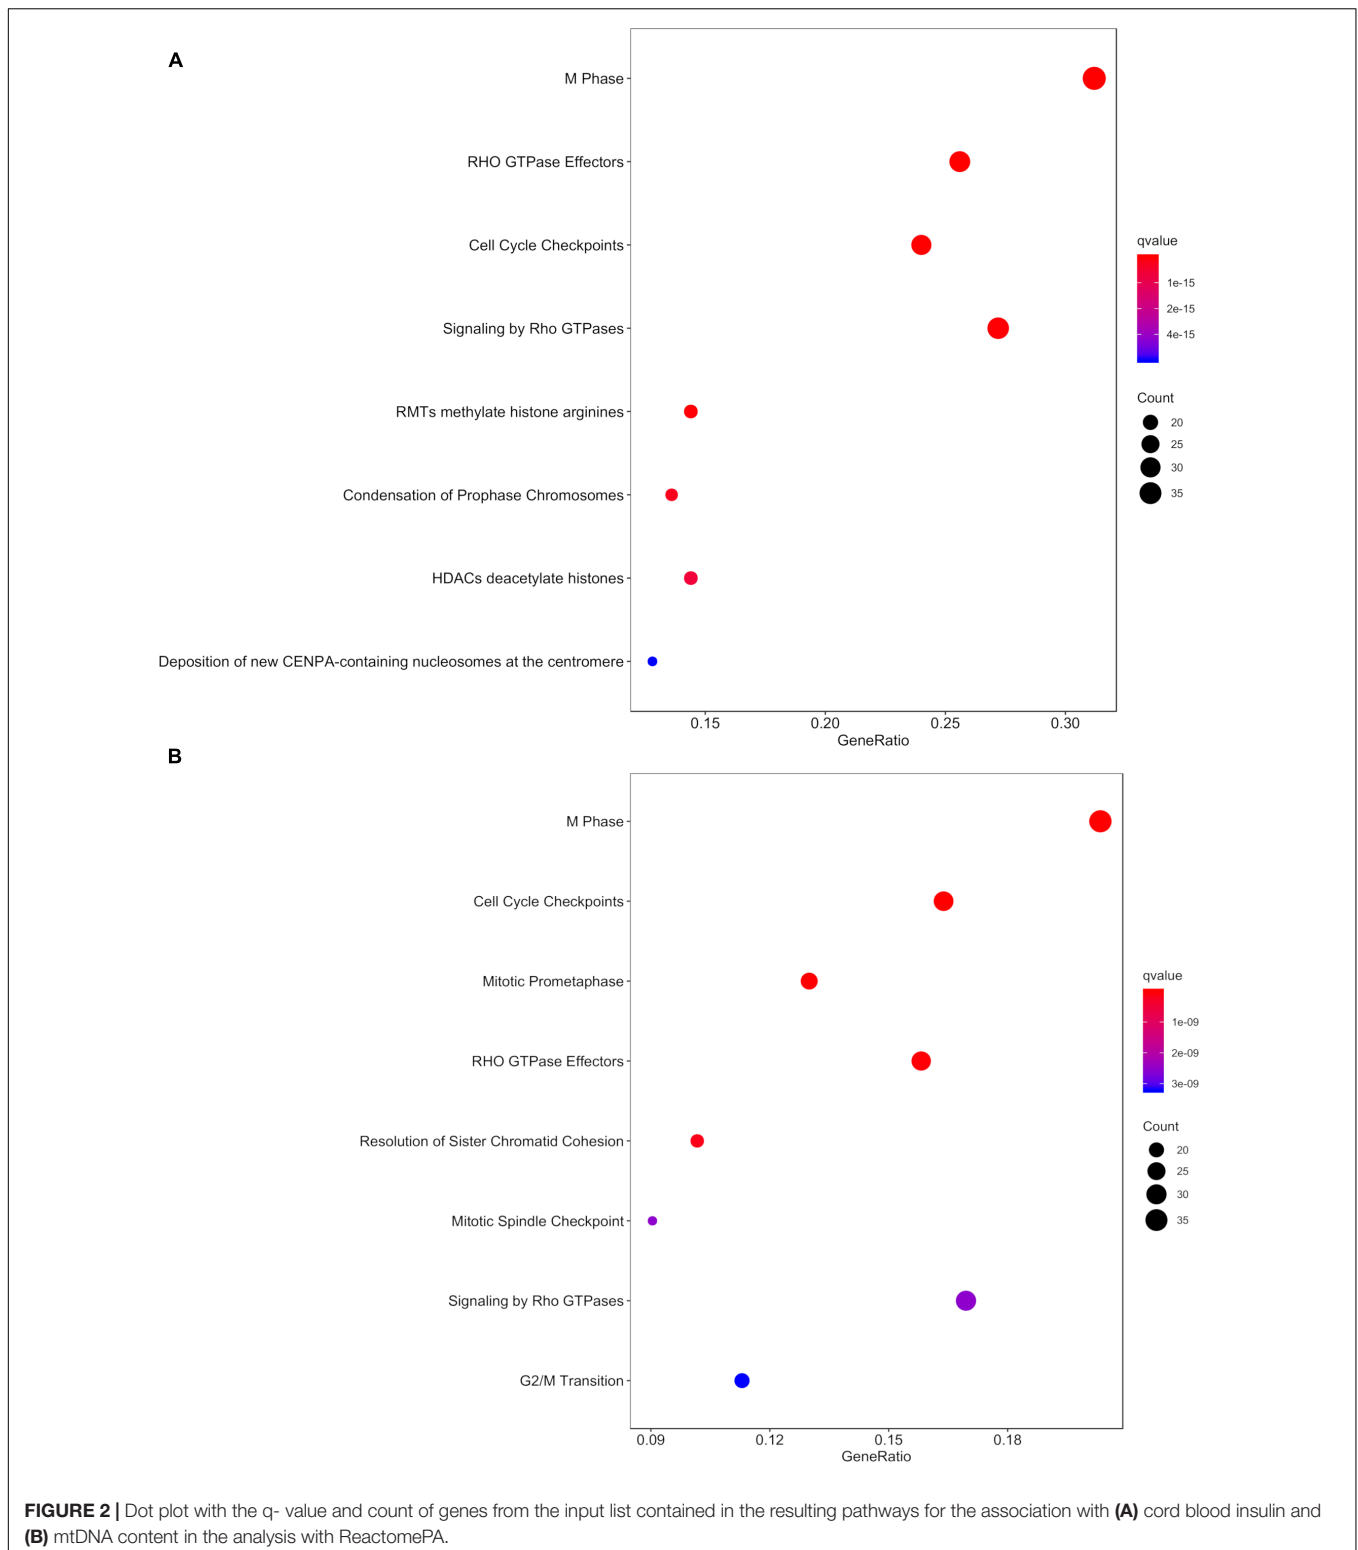 A
M Phase
RHO GTPase Effectors
Cell Cycle Checkpoints
Signaling by Rho GTPases
RMTs methylate histone arginines
Condensation of Prophase Chromosomes
HDACs deacetylate histones
Deposition of new CENPA-containing nucleosomes at the centromere
0.15 0.20 0.25 0.30
GeneRatio
qvalue
1e-15
2e-15
4e-15
Count
20
25
30
35
B
M Phase
Cell Cycle Checkpoints
Mitotic Prometaphase
RHO GTPase Effectors
Resolution of Sister Chromatid Cohesion
Mitotic Spindle Checkpoint
Signaling by Rho GTPases
G2/M Transition
0.09 0.12 0.15 0.18
GeneRatio
qvalue
1e-09
2e-09
3e-09
Count
20
25
30
35
FIGURE 2 | Dot plot with the q- value and count of genes from the input list contained in the resulting pathways for the association with (A) cord blood insulin and
(B) mtDNA content in the analysis with ReactomePA.